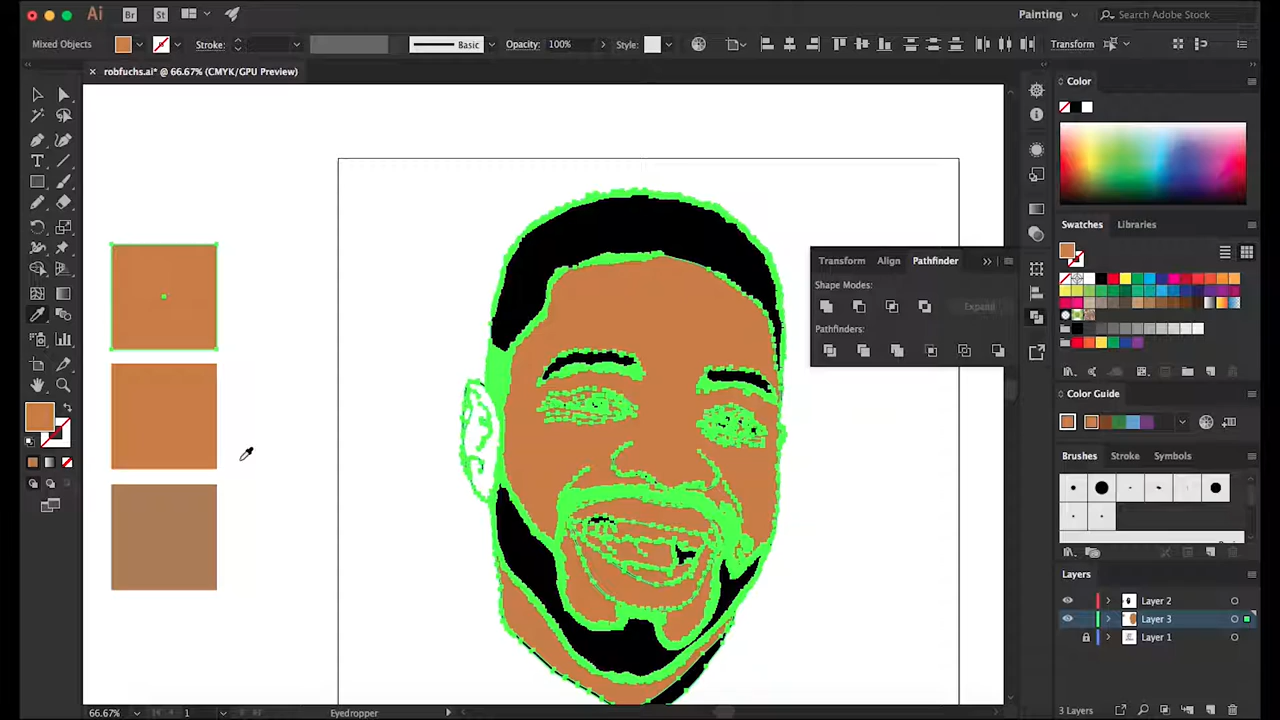 Ai Br St Painting Search Adobe Stock
Mixed Objects Stroke: Basic Opacity: 100% Style: Transform
robfuchs.ai* @ 66.67% (CMYK/GPU Preview)
Color
Swatches Libraries
Transform Align Pathfinder
Shape Modes:
Expand
Pathfinders:
Color Guide
Brushes Stroke Symbols
Layers
Layer 2
Layer 3
Layer 1
66.67% 1 Eyedropper 3 Layers